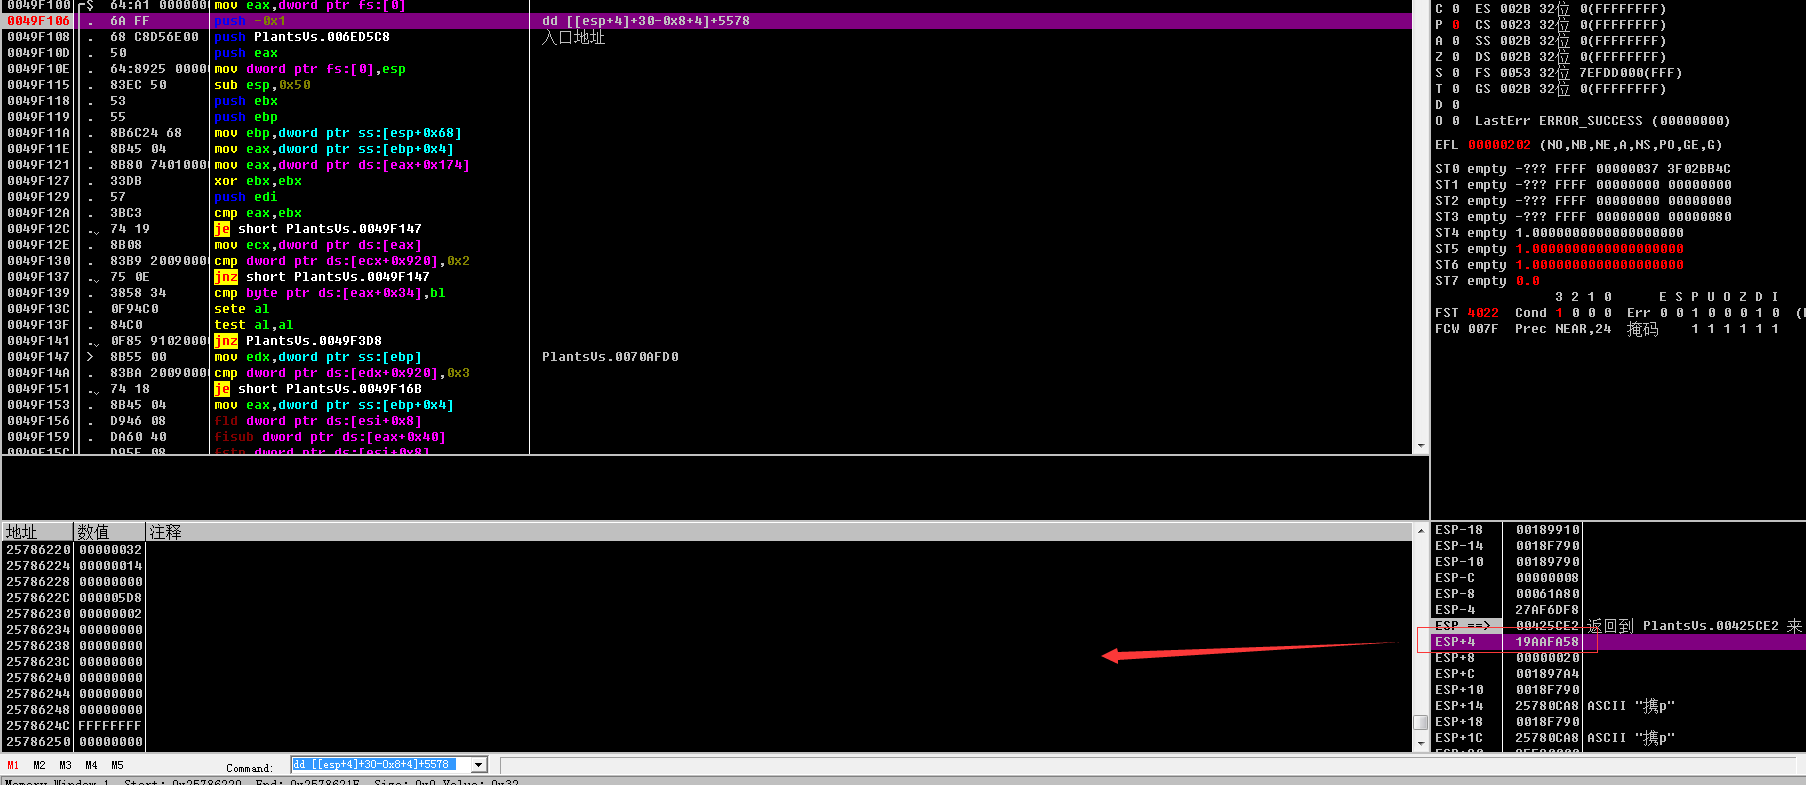 0049F100 $ 64:A1 0000000 mov eax,dword ptr fs:[0]
0049F106 . 6A FF push -0x1 dd [[esp+4]+30-0x8+4]+5578
0049F108 . 68 C8D56E00 push PlantsVs.006ED5C8 入口地址
0049F10D . 50 push eax
0049F10E . 64:8925 00000 mov dword ptr fs:[0],esp
0049F115 . 83EC 50 sub esp,0x50
0049F118 . 53 push ebx
0049F119 . 55 push ebp
0049F11A . 8B6C24 68 mov ebp,dword ptr ss:[esp+0x68]
0049F11E . 8B45 04 mov eax,dword ptr ss:[ebp+0x4]
0049F121 . 8B80 7401000 mov eax,dword ptr ds:[eax+0x174]
0049F127 . 33DB xor ebx,ebx
0049F129 . 57 push edi
0049F12A . 3BC3 cmp eax,ebx
0049F12C . 74 19 je short PlantsVs.0049F147
0049F12E . 8B08 mov ecx,dword ptr ds:[eax]
0049F130 . 83B9 2009000 cmp dword ptr ds:[ecx+0x920],0x2
0049F137 . 75 0E jnz short PlantsVs.0049F147
0049F139 . 3858 34 cmp byte ptr ds:[eax+0x34],bl
0049F13C . 0F94C0 sete al
0049F13F . 84C0 test al,al
0049F141 . 0F85 9102000 jnz PlantsVs.0049F3D8
0049F147 > 8B55 00 mov edx,dword ptr ss:[ebp] PlantsVs.0070AFD0
0049F14A . 83BA 2009000 cmp dword ptr ds:[edx+0x920],0x3
0049F151 . 74 18 je short PlantsVs.0049F16B
0049F153 . 8B45 04 mov eax,dword ptr ss:[ebp+0x4]
0049F156 . D946 08 fld dword ptr ds:[esi+0x8]
0049F159 . DA60 40 fisub dword ptr ds:[eax+0x40]
0049F15C . D95E 08 fstp dword ptr ds:[esi+0x8]
C 0 ES 002B 32位 0(FFFFFFFF)
P 0 CS 0023 32位 0(FFFFFFFF)
A 0 SS 002B 32位 0(FFFFFFFF)
Z 0 DS 002B 32位 0(FFFFFFFF)
S 0 FS 0053 32位 7EFDD000(FFF)
T 0 GS 002B 32位 0(FFFFFFFF)
D 0
O 0 LastErr ERROR_SUCCESS (00000000)
EFL 00000202 (NO,NB,NE,A,NS,PO,GE,G)
ST0 empty -??? FFFF 00000037 3F02BB4C
ST1 empty -??? FFFF 00000000 00000000
ST2 empty -??? FFFF 00000000 00000000
ST3 empty -??? FFFF 00000000 00000080
ST4 empty 1.0000000000000000000
ST5 empty 1.0000000000000000000
ST6 empty 1.0000000000000000000
ST7 empty 0.0
3 2 1 0 E S P U O Z D I
FST 4022 Cond 1 0 0 0 Err 0 0 1 0 0 0 1 0
FCW 007F Prec NEAR,24 掩码 1 1 1 1 1 1
地址 数值 注释
25786220 00000032
25786224 00000014
25786228 00000000
2578622C 000005D8
25786230 00000002
25786234 00000000
25786238 00000000
2578623C 00000000
25786240 00000000
25786244 00000000
25786248 00000000
2578624C FFFFFFFF
25786250 00000000
ESP-18 00189910
ESP-14 0018F790
ESP-10 00189790
ESP-C 00000008
ESP-8 00061A80
ESP-4 27AF6DF8
ESP ==> 00425CE2 返回到 PlantsVs.00425CE2 来
ESP+4 19AAFA58
ESP+8 00000020
ESP+C 001897A4
ESP+10 0018F790
ESP+14 25780CA8 ASCII "携p"
ESP+18 0018F790
ESP+1C 25780CA8 ASCII "携p"
M1 M2 M3 M4 M5 Command: dd [[esp+4]+30-0x8+4]+5578
Memory Window 1 Start: 0x25786220 End: 0x2578621F Size: 0x0 Value: 0x32